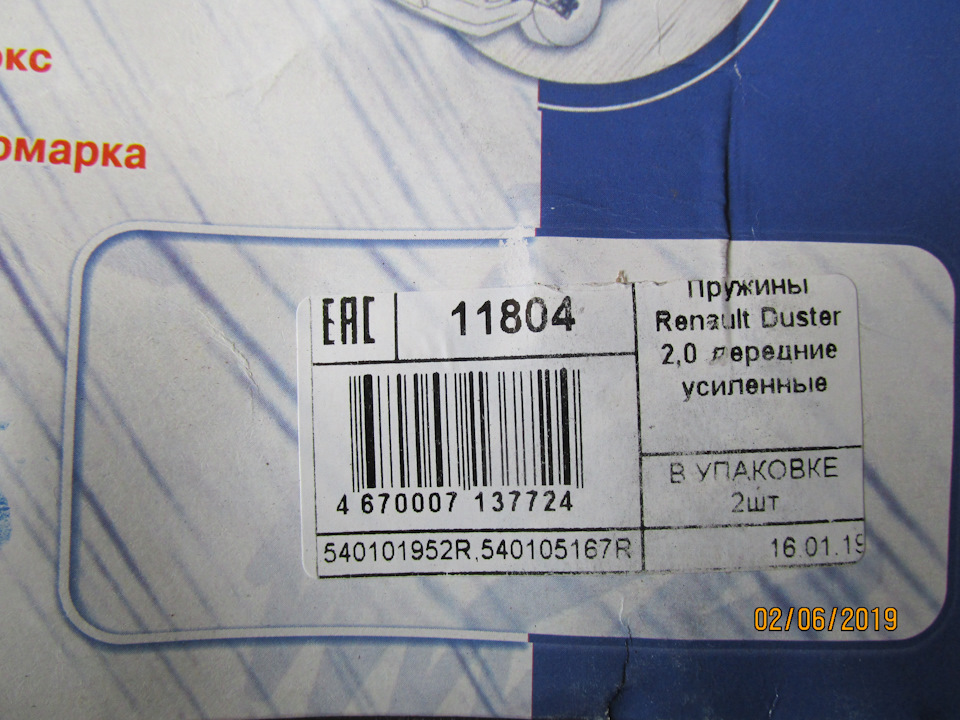 окс
омарка
ЕАС
11804
Пружины
Renault Duster
2,0 передние
усиленные
4 670007 137724
В УПАКОВКЕ
2шт
540101952R,540105167R
16.01.19
02/06/2019